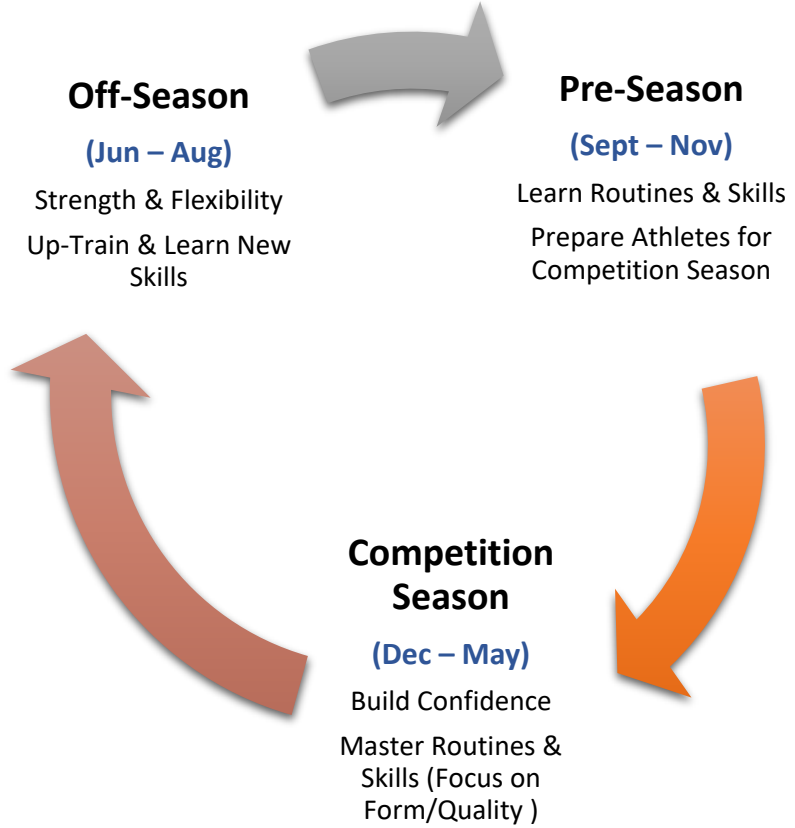 Off-Season
(Jun – Aug)
Strength & Flexibility
Up-Train & Learn New
Skills
Pre-Season
(Sept – Nov)
Learn Routines & Skills
Prepare Athletes for
Competition Season
Competition
Season
(Dec – May)
Build Confidence
Master Routines &
Skills (Focus on
Form/Quality )